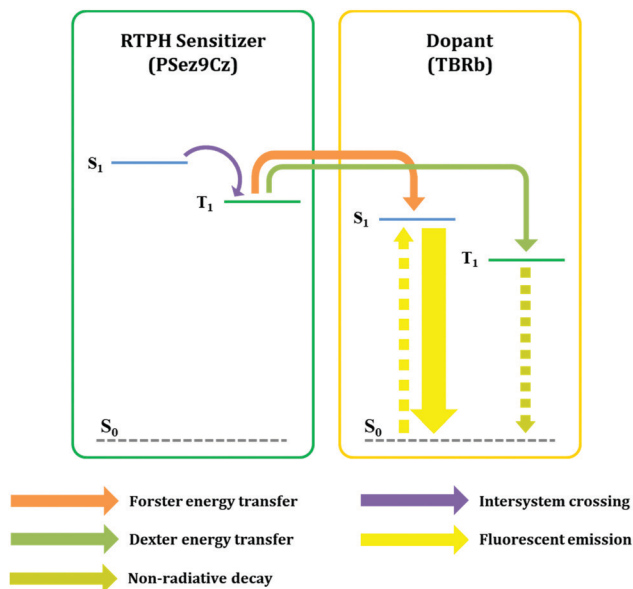 RTPH Sensitizer
(PSez9Cz)
Dopant
(TBRb)
S₁
T₁
S₁
T₁
S₀
S₀
Forster energy transfer
Intersystem crossing
Dexter energy transfer
Fluorescent emission
Non-radiative decay